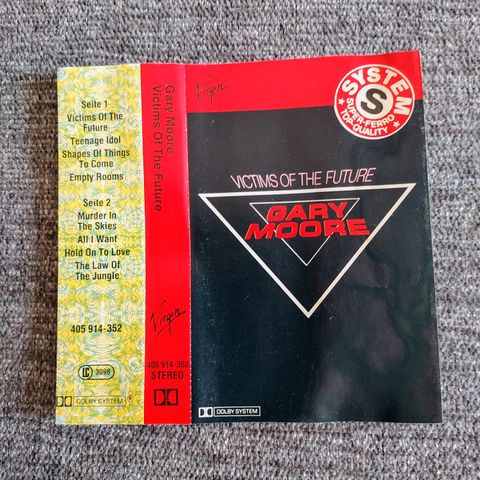 Seite 1
Victims Of The
Future
Teenage Idol
Shapes Of Things
To Come
Empty Rooms
Seite 2
Murder In
The Skies
All I Want
Hold On To Love
The Law Of
The Jungle
405 914-352
LC 3098
DOLBY SYSTEM®
Gary Moore
Victims Of The Future
Virgin
405 914-352
STEREO
Virgin
SYSTEM
S
SUPER-FERRO
TOP-QUALITY
VICTIMS OF THE FUTURE
GARY
MOORE
DOLBY SYSTEM